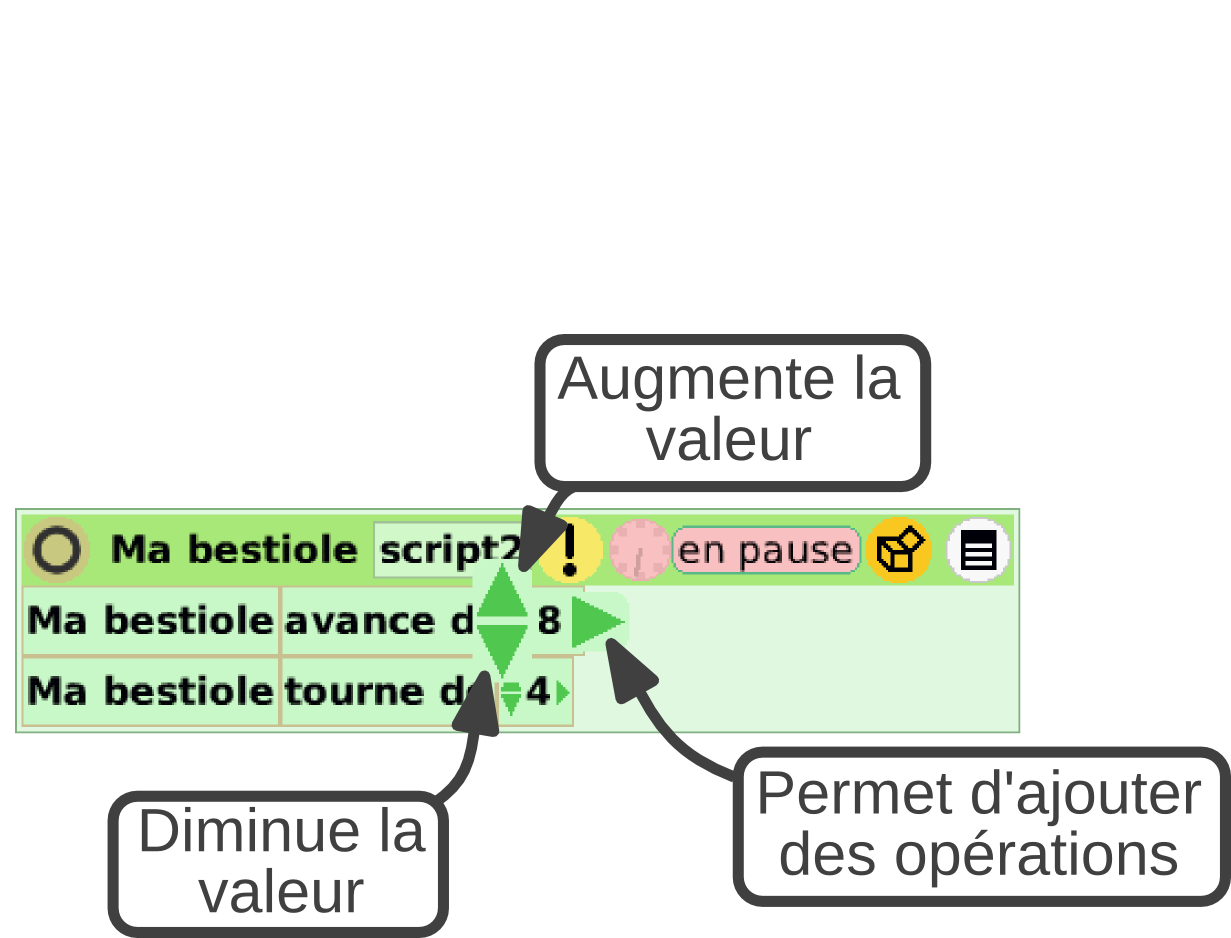 Augmente la
valeur
Ma bestiole script2 ! en pause
Ma bestiole avance d 8
Ma bestiole tourne de 4
Diminue la
valeur
Permet d'ajouter
des opérations